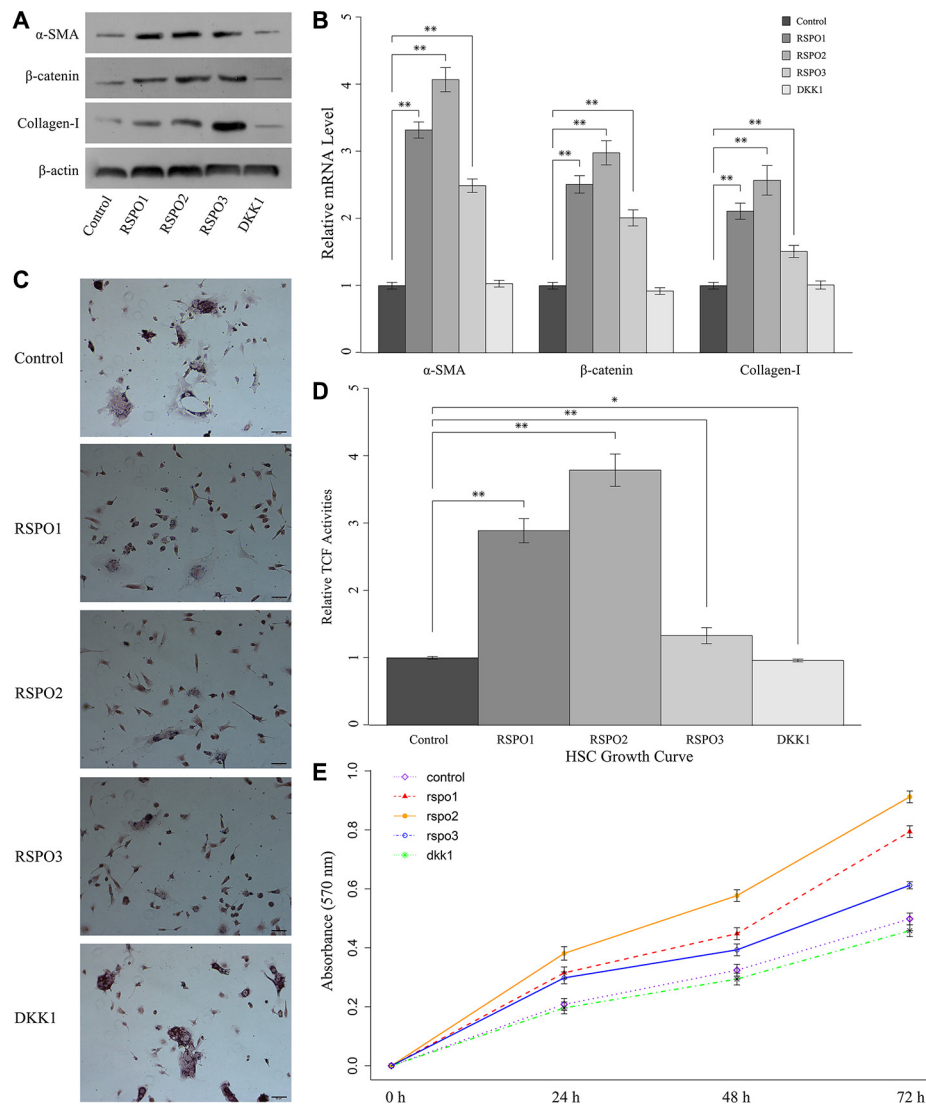 A
α-SMA
β-catenin
Collagen-I
β-actin
Control RSPO1 RSPO2 RSPO3 DKK1
B
Relative mRNA Level
0 1 2 3 4 5
Control
RSPO1
RSPO2
RSPO3
DKK1
** ** **
** ** **
** ** **
α-SMA β-catenin Collagen-I
C
Control
RSPO1
RSPO2
RSPO3
DKK1
D
Relative TCF Activities
0 1 2 3 4 5
*
**
**
**
Control RSPO1 RSPO2 RSPO3 DKK1
HSC Growth Curve
E
control
rspo1
rspo2
rspo3
dkk1
Absorbance (570 nm)
0.0 0.2 0.4 0.6 0.8 1.0
0 h 24 h 48 h 72 h